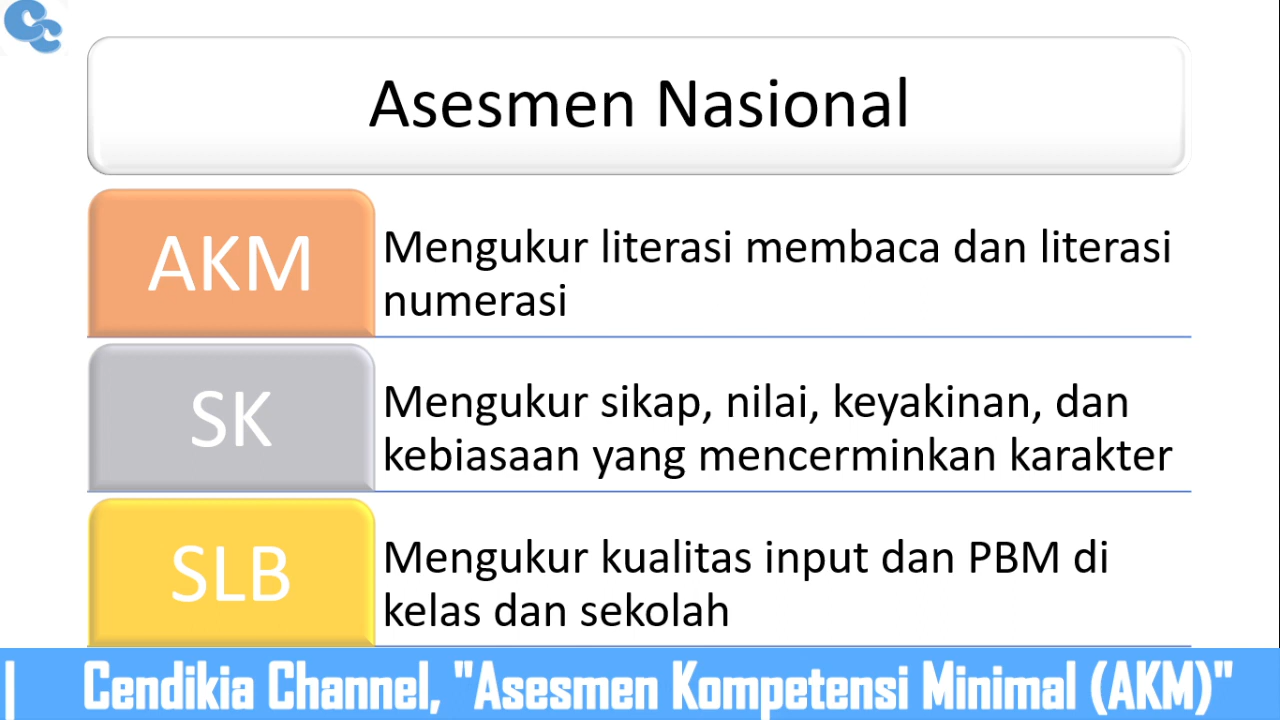 CC
Asesmen Nasional
AKM
Mengukur literasi membaca dan literasi
numerasi
SK
Mengukur sikap, nilai, keyakinan, dan
kebiasaan yang mencerminkan karakter
SLB
Mengukur kualitas input dan PBM di
kelas dan sekolah
| Cendikia Channel, "Asesmen Kompetensi Minimal (AKM)"